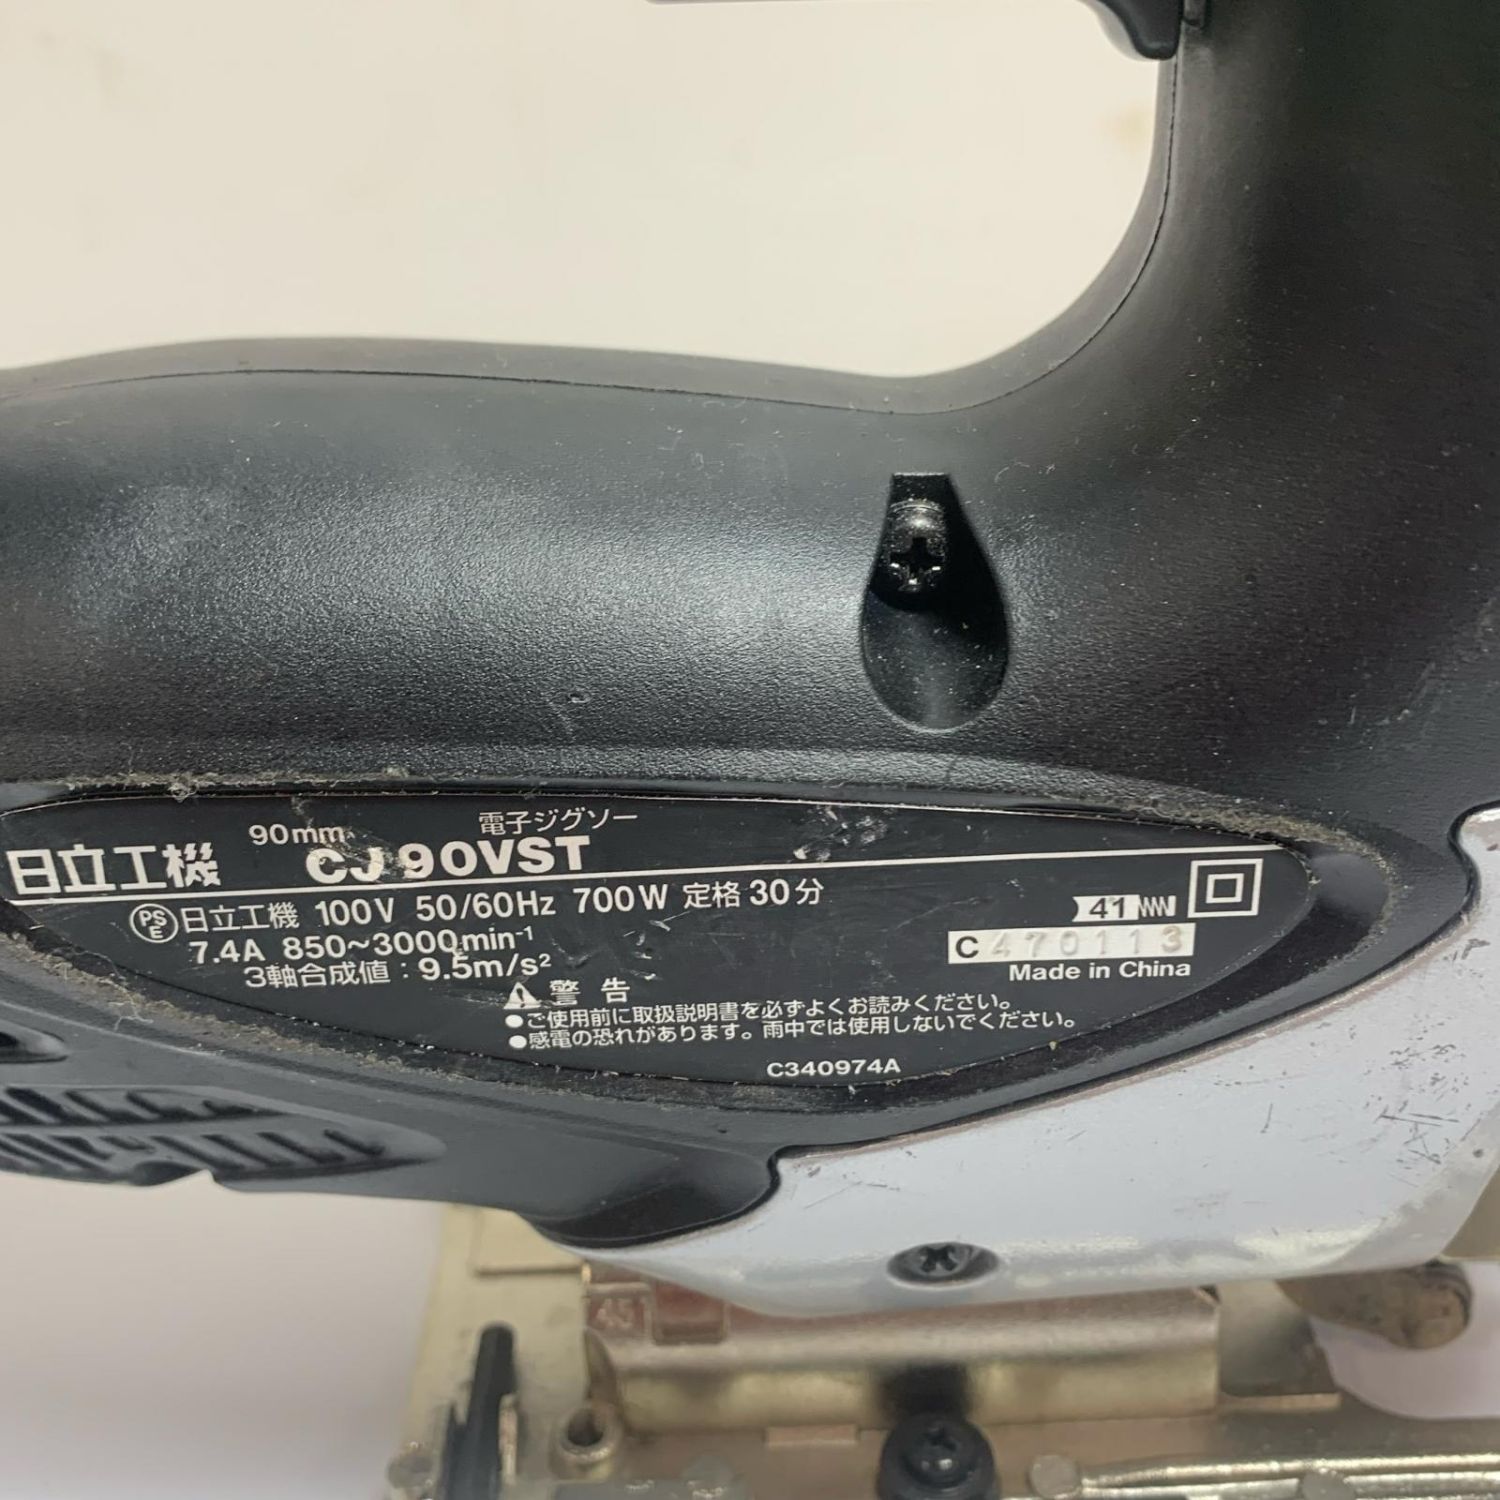 電子ジグソー
日立工機 90mm CJ90VST
PSE 日立工機 100V 50/60Hz 700W 定格30分
7.4A 850~3000min⁻¹
3軸合成値：9.5m/s²
41
C 470113
Made in China
警告
●ご使用前に取扱説明書を必ずよくお読みください。
●感電の恐れがあります。雨中では使用しないでください。
C340974A
45